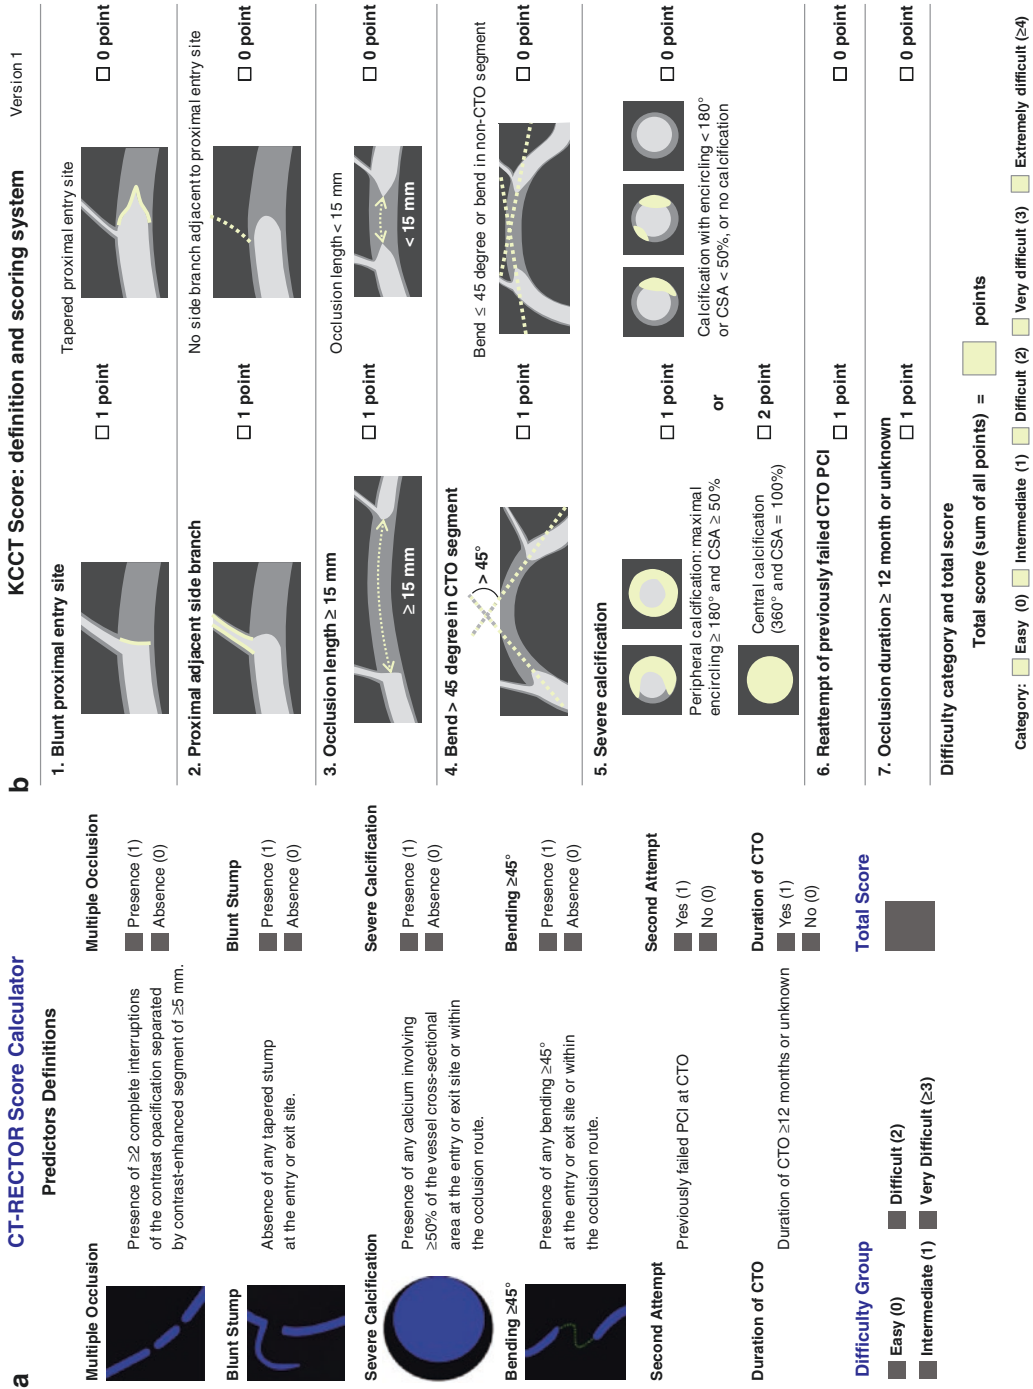 a
CT-RECTOR Score Calculator
Predictors Definitions
Multiple Occlusion
Presence of ≥2 complete interruptions
of the contrast opacification separated
by contrast-enhanced segment of ≥5 mm.
Multiple Occlusion
Presence (1)
Absence (0)
Blunt Stump
Absence of any tapered stump
at the entry or exit site.
Blunt Stump
Presence (1)
Absence (0)
Severe Calcification
Presence of any calcium involving
≥50% of the vessel cross-sectional
area at the entry or exit site or within
the occlusion route.
Severe Calcification
Presence (1)
Absence (0)
Bending ≥45°
Presence of any bending ≥45°
at the entry or exit site or within
the occlusion route.
Bending ≥45°
Presence (1)
Absence (0)
Second Attempt
Previously failed PCI at CTO
Second Attempt
Yes (1)
No (0)
Duration of CTO
Duration of CTO ≥12 months or unknown
Duration of CTO
Yes (1)
No (0)
Difficulty Group
Easy (0)
Difficult (2)
Intermediate (1)
Very Difficult (≥3)
Total Score
b
KCCT Score: definition and scoring system
Version 1
1. Blunt proximal entry site
1 point
Tapered proximal entry site
0 point
2. Proximal adjacent side branch
1 point
No side branch adjacent to proximal entry site
0 point
3. Occlusion length ≥ 15 mm
≥ 15 mm
1 point
Occlusion length < 15 mm
< 15 mm
0 point
4. Bend > 45 degree in CTO segment
> 45°
1 point
Bend ≤ 45 degree or bend in non-CTO segment
0 point
5. Severe calcification
Peripheral calcification: maximal
encircling ≥ 180° and CSA ≥ 50%
1 point
or
Central calcification
(360° and CSA = 100%)
2 point
Calcification with encircling < 180°
or CSA < 50%, or no calcification
0 point
6. Reattempt of previously failed CTO PCI
1 point
0 point
7. Occlusion duration ≥ 12 month or unknown
1 point
0 point
Difficulty category and total score
Total score (sum of all points) = points
Category: Easy (0) Intermediate (1) Difficult (2) Very difficult (3) Extremely difficult (≥4)